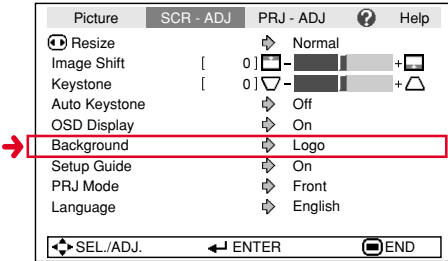 Picture SCR - ADJ PRJ - ADJ ? Help
Resize Normal
Image Shift [ 0 ] - +
Keystone [ 0 ] - +
Auto Keystone Off
OSD Display On
Background Logo
Setup Guide On
PRJ Mode Front
Language English
SEL./ADJ. ENTER END